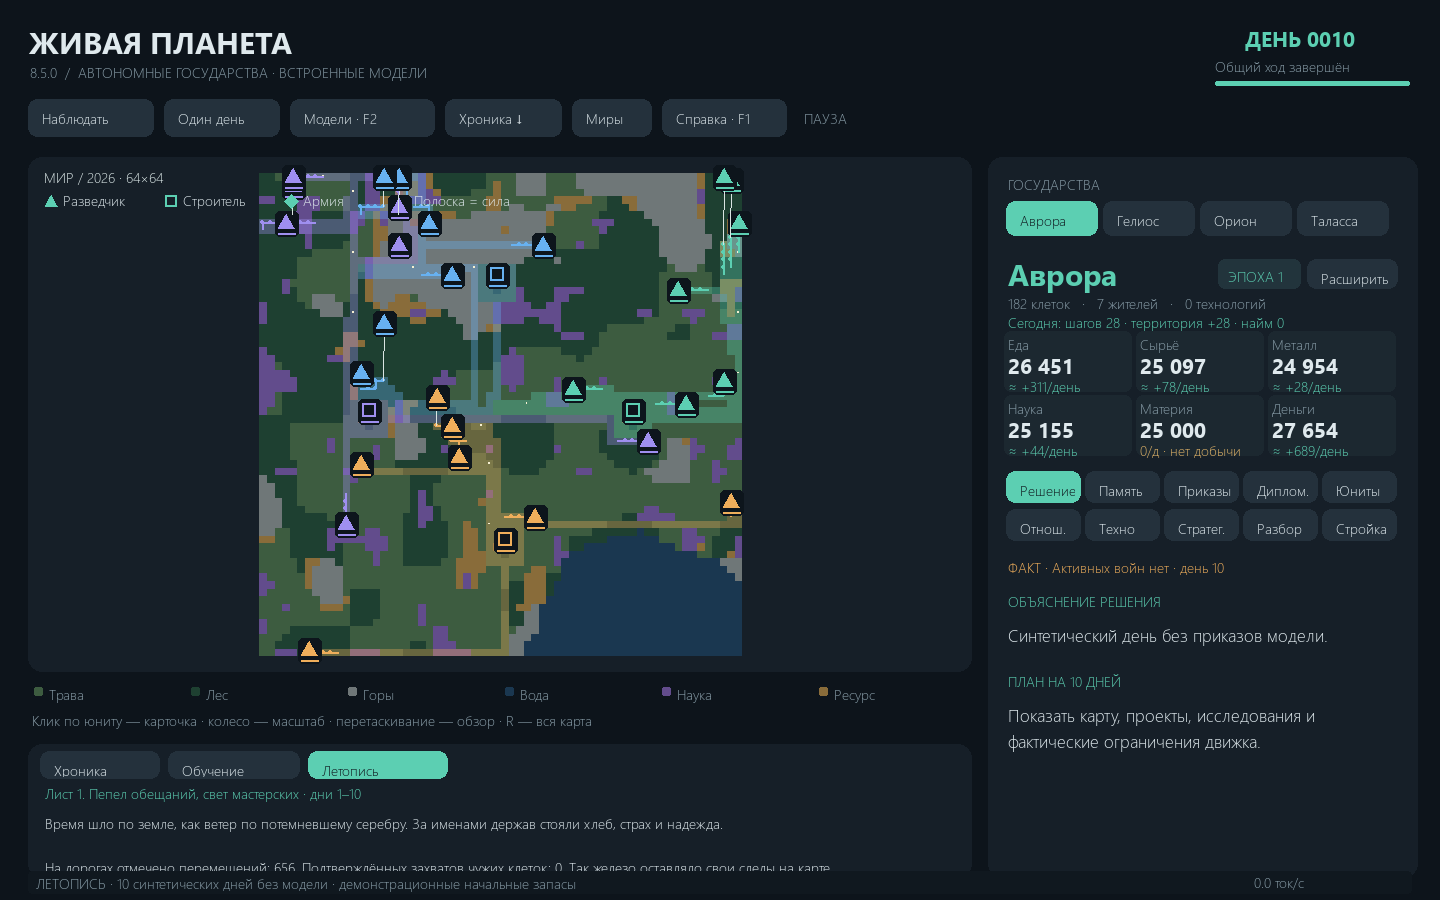 ЖИВАЯ ПЛАНЕТА
8.5.0 / АВТОНОМНЫЕ ГОСУДАРСТВА · ВСТРОЕННЫЕ МОДЕЛИ
ДЕНЬ 0010
Общий ход завершён
Наблюдать
Один день
Модели · F2
Хроника ↓
Миры
Справка · F1
ПАУЗА
МИР / 2026 · 64×64
Разведчик
Строитель
Армия
Полоска = сила
Трава
Лес
Горы
Вода
Наука
Ресурс
Клик по юниту — карточка · колесо — масштаб · перетаскивание — обзор · R — вся карта
Хроника
Обучение
Летопись
Лист 1. Пепел обещаний, свет мастерских · дни 1–10
Время шло по земле, как ветер по потемневшему серебру. За именами держав стояли хлеб, страх и надежда.
На дорогах отмечено перемещений: 656. Подтверждённых захватов чужих клеток: 0. Так железо оставляло свои следы на карте.
ЛЕТОПИСЬ · 10 синтетических дней без модели · демонстрационные начальные запасы
0.0 ток/с
ГОСУДАРСТВА
Аврора
Гелиос
Орион
Таласса
Аврора
ЭПОХА 1
Расширить
182 клеток · 7 жителей · 0 технологий
Сегодня: шагов 28 · территория +28 · найм 0
Еда
26 451
≈ +311/день
Сырьё
25 097
≈ +78/день
Металл
24 954
≈ +28/день
Наука
25 155
≈ +44/день
Материя
25 000
0/д · нет добычи
Деньги
27 654
≈ +689/день
Решение
Память
Приказы
Диплом.
Юниты
Отнош.
Техно
Стратег.
Разбор
Стройка
ФАКТ · Активных войн нет · день 10
ОБЪЯСНЕНИЕ РЕШЕНИЯ
Синтетический день без приказов модели.
ПЛАН НА 10 ДНЕЙ
Показать карту, проекты, исследования и
фактические ограничения движка.